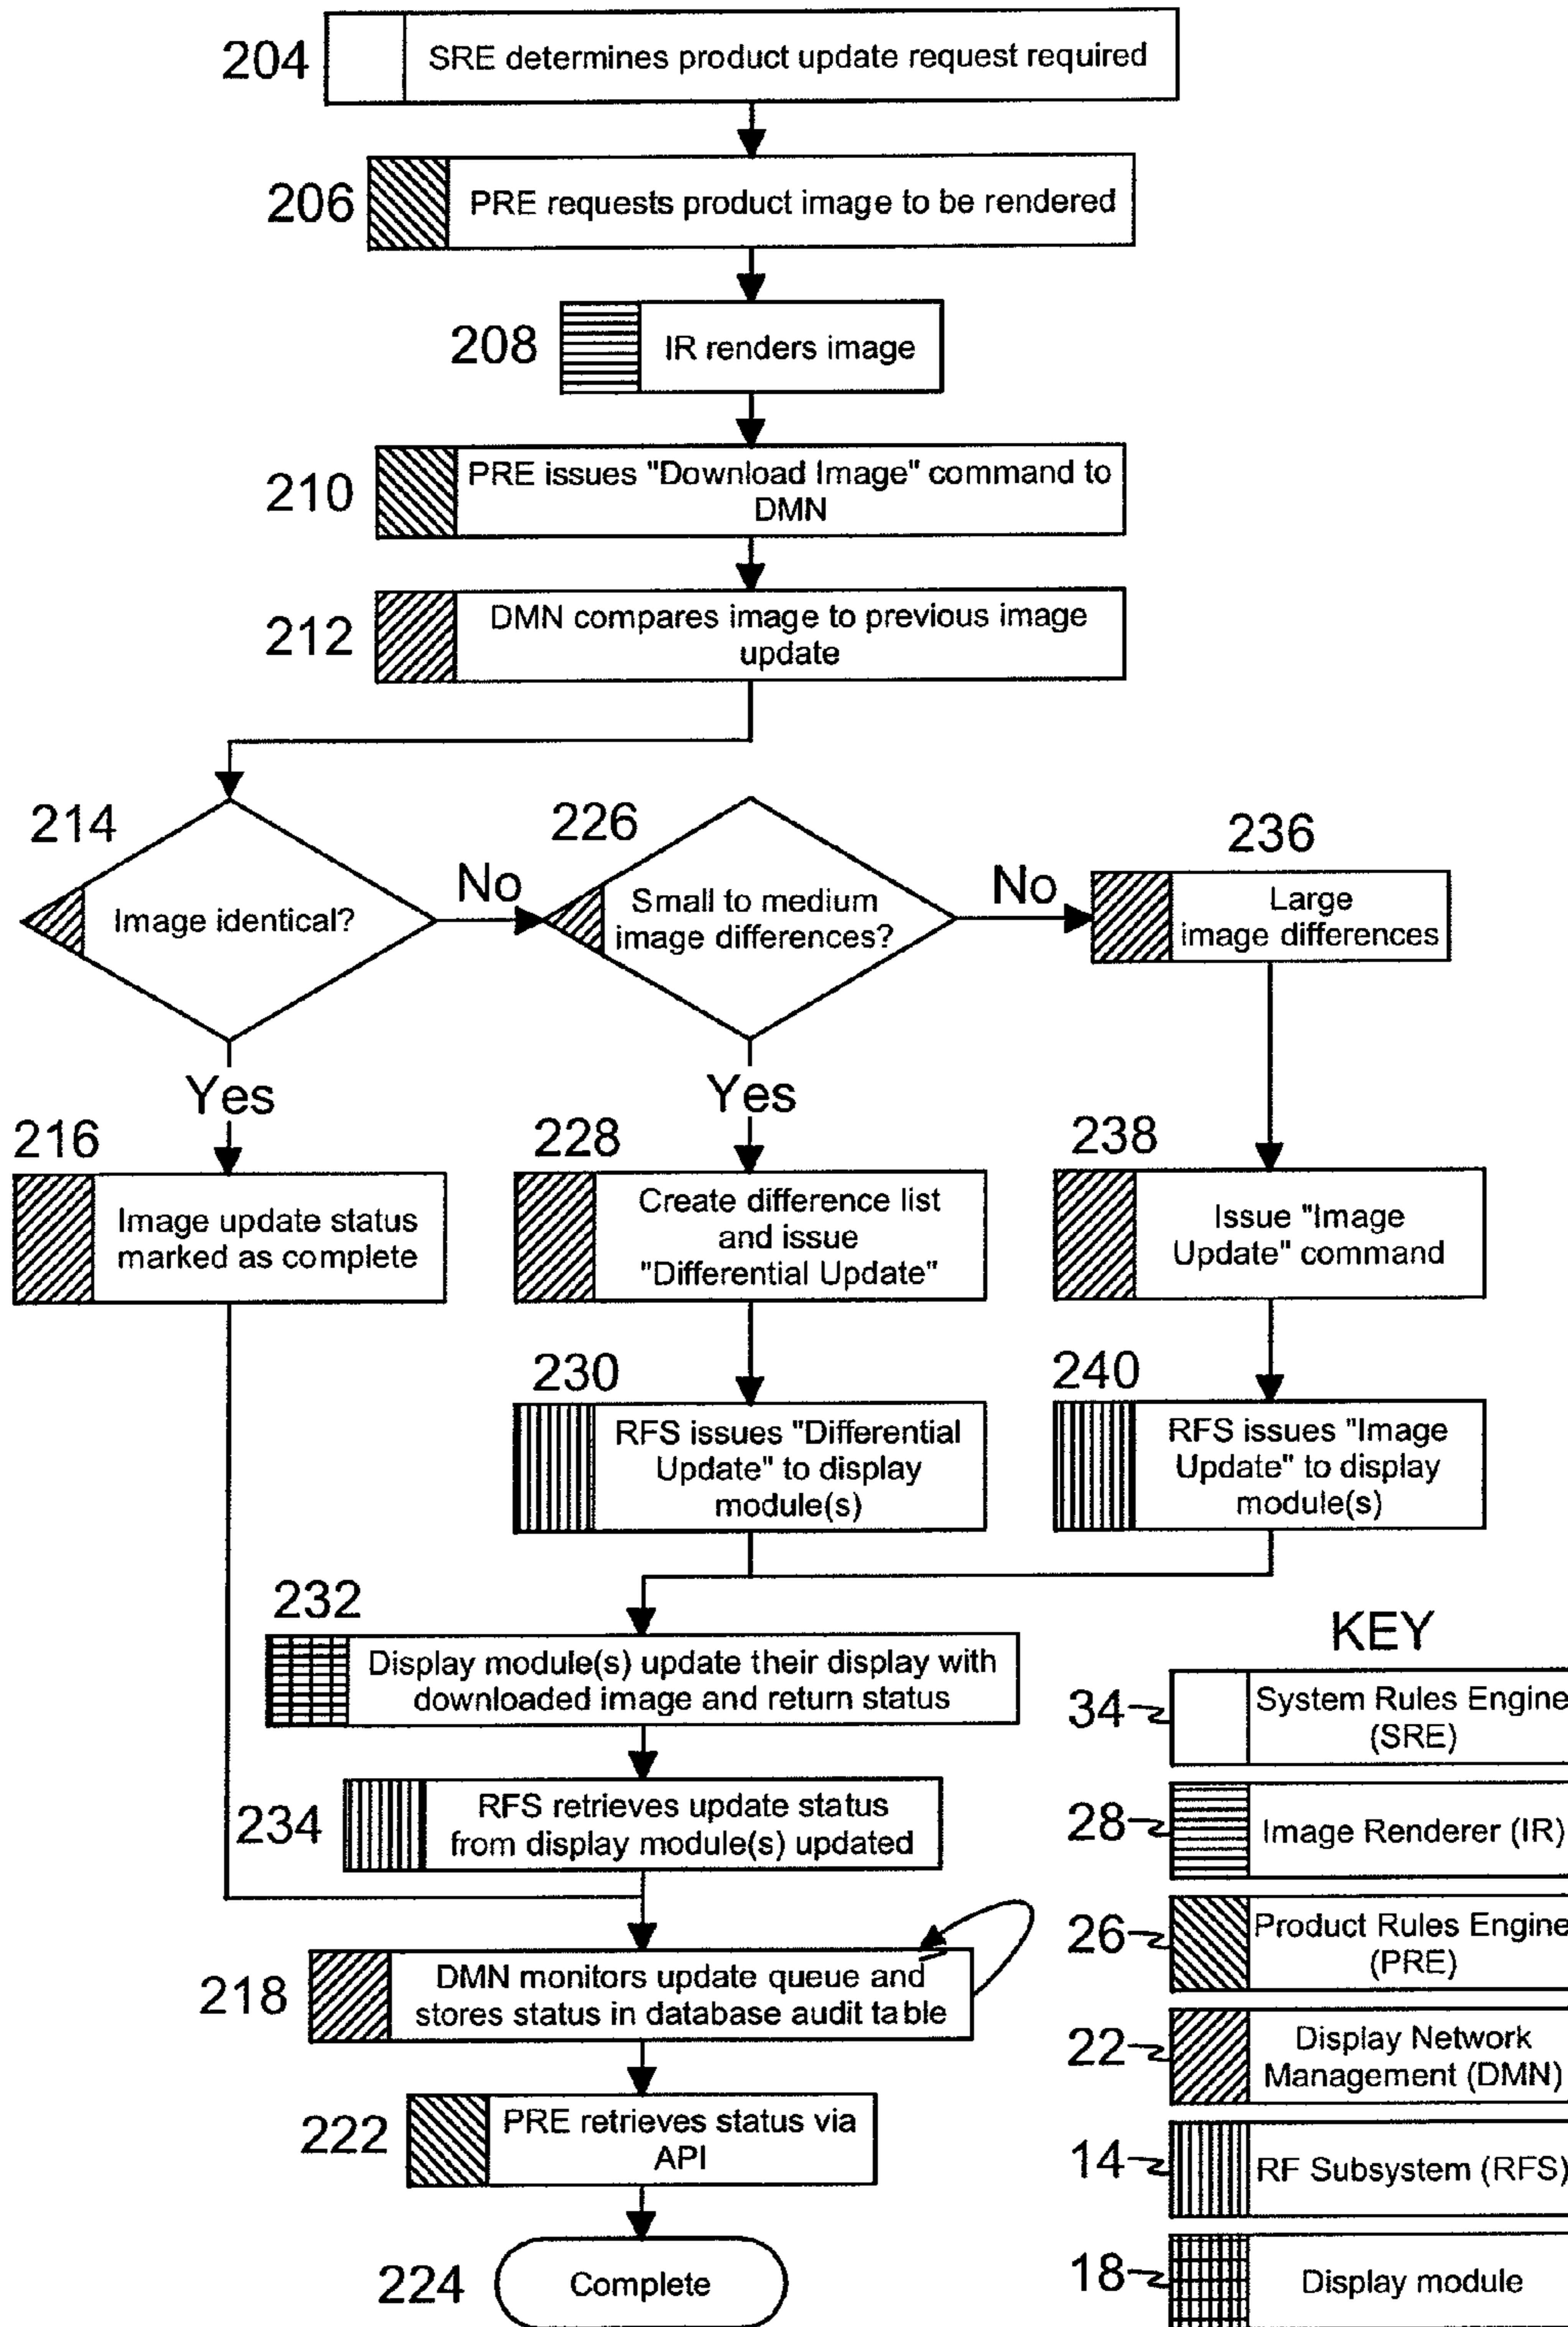 204
SRE determines product update request required
206
PRE requests product image to be rendered
208
IR renders image
210
PRE issues "Download Image" command to
DMN
212
DMN compares image to previous image
update
214
Image identical?
No
226
Small to medium
image differences?
No
236
Large
image differences
Yes
Yes
216
Image update status
marked as complete
228
Create difference list
and issue
"Differential Update"
238
Issue "Image
Update" command
230
RFS issues "Differential
Update" to display
module(s)
240
RFS issues "Image
Update" to display
module(s)
232
Display module(s) update their display with
downloaded image and return status
234
RFS retrieves update status
from display module(s) updated
218
DMN monitors update queue and
stores status in database audit table
222
PRE retrieves status via
API
224
Complete
KEY
34
System Rules Engine
(SRE)
28
Image Renderer (IR)
26
Product Rules Engine
(PRE)
22
Display Network
Management (DMN)
14
RF Subsystem (RFS)
18
Display module